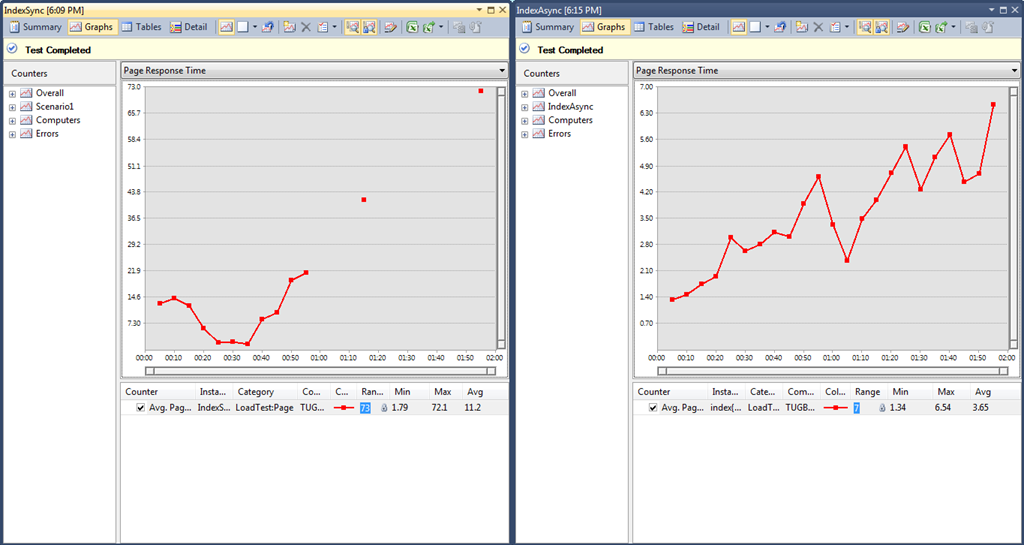 IndexSync [6:09 PM]
Summary Graphs Tables Detail
Test Completed
Counters
Overall
Scenario1
Computers
Errors
Page Response Time
73.0
65.7
58.4
51.1
43.8
36.5
29.2
21.9
14.6
7.30
00:00 00:10 00:20 00:30 00:40 00:50 01:00 01:10 01:20 01:30 01:40 01:50 02:00
Counter Insta... Category Co... C... Ran... Min Max Avg
Avg. Pag... IndexS... LoadTest:Page TUG... 73 1.79 72.1 11.2
IndexAsync [6:15 PM]
Summary Graphs Tables Detail
Test Completed
Counters
Overall
IndexAsync
Computers
Errors
Page Response Time
7.00
6.30
5.60
4.90
4.20
3.50
2.80
2.10
1.40
0.70
00:00 00:10 00:20 00:30 00:40 00:50 01:00 01:10 01:20 01:30 01:40 01:50 02:00
Counter Insta... Cate... Com... Col... Range Min Max Avg
Avg. Pag... index(... LoadT... TUGB... 7 1.34 6.54 3.65